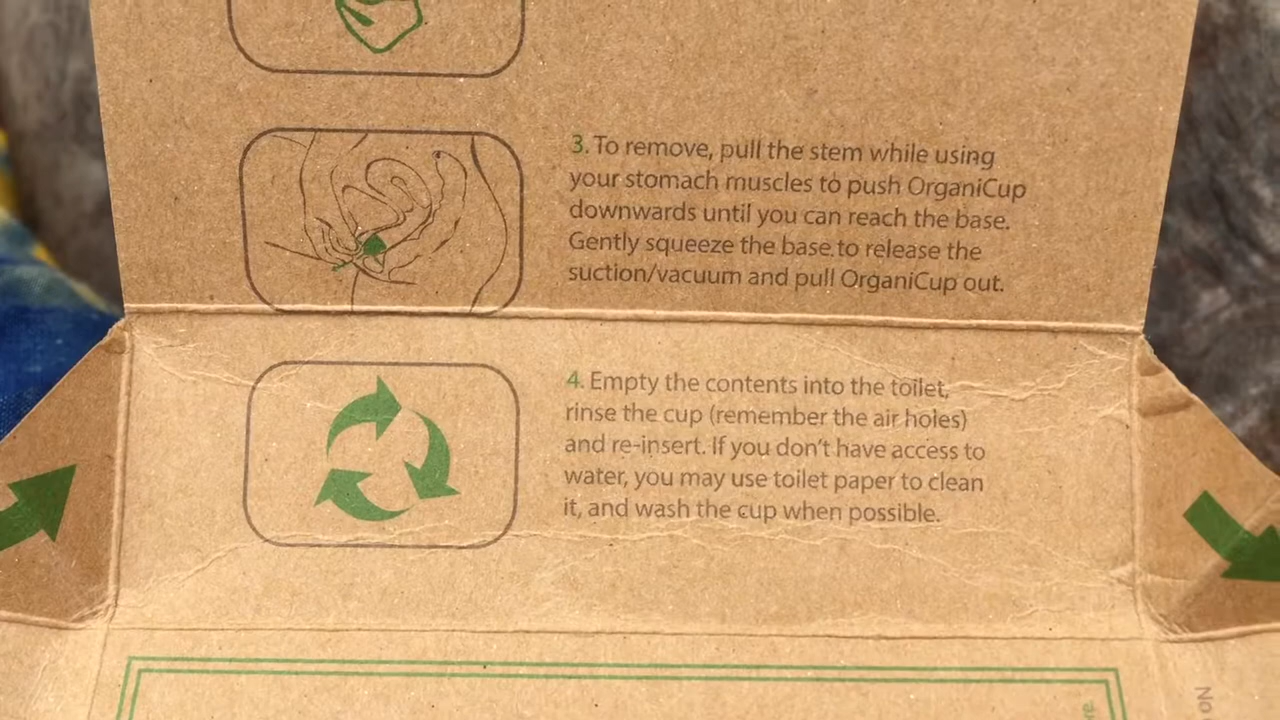 3. To remove, pull the stem while using
your stomach muscles to push OrganiCup
downwards until you can reach the base.
Gently squeeze the base to release the
suction/vacuum and pull OrganiCup out.
4. Empty the contents into the toilet,
rinse the cup (remember the air holes)
and re-insert. If you don't have access to
water, you may use toilet paper to clean
it, and wash the cup when possible.